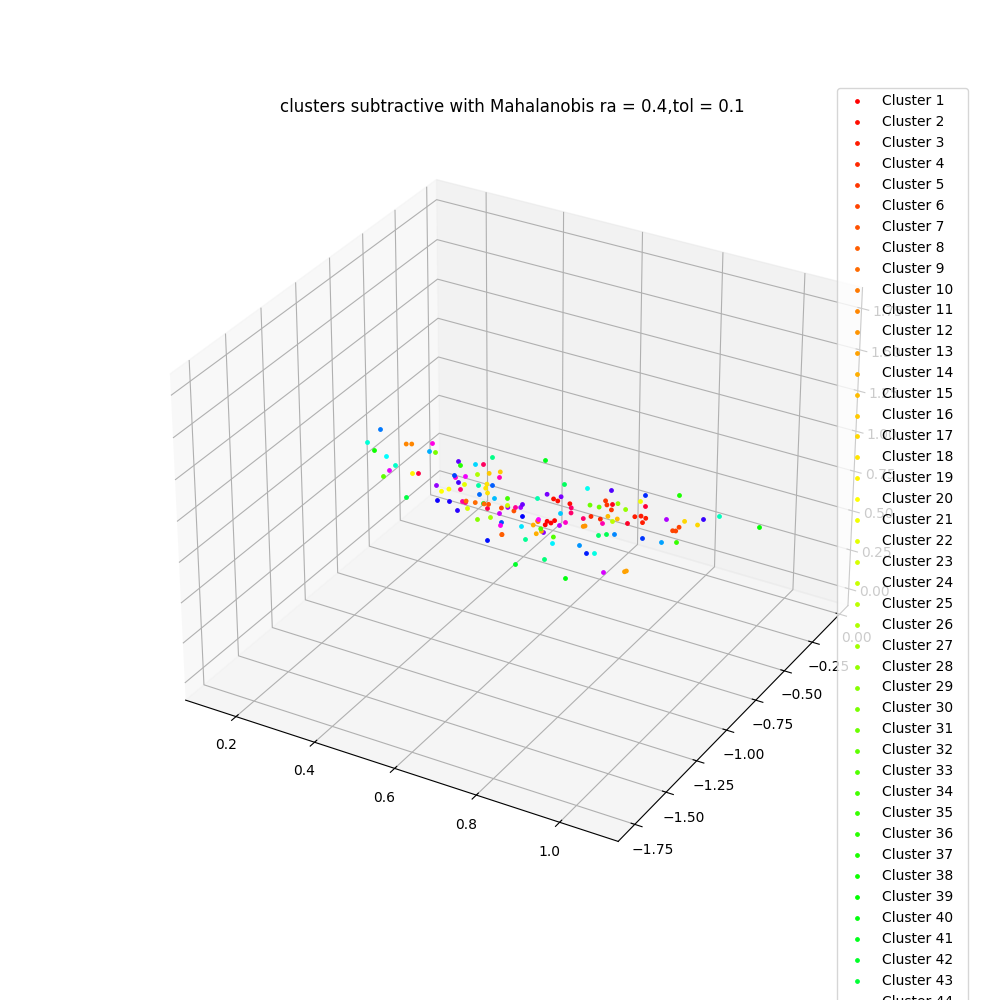 clusters subtractive with Mahalanobis ra = 0.4,tol = 0.1
Cluster 1
Cluster 2
Cluster 3
Cluster 4
Cluster 5
Cluster 6
Cluster 7
Cluster 8
Cluster 9
Cluster 10
Cluster 11
Cluster 12
Cluster 13
Cluster 14
Cluster 15
Cluster 16
Cluster 17
Cluster 18
Cluster 19
Cluster 20
Cluster 21
Cluster 22
Cluster 23
Cluster 24
Cluster 25
Cluster 26
Cluster 27
Cluster 28
Cluster 29
Cluster 30
Cluster 31
Cluster 32
Cluster 33
Cluster 34
Cluster 35
Cluster 36
Cluster 37
Cluster 38
Cluster 39
Cluster 40
Cluster 41
Cluster 42
Cluster 43
Cluster 44
0.75
0.50
0.25
0.00
0.00
−0.25
−0.50
−0.75
−1.00
−1.25
−1.50
−1.75
0.2
0.4
0.6
0.8
1.0